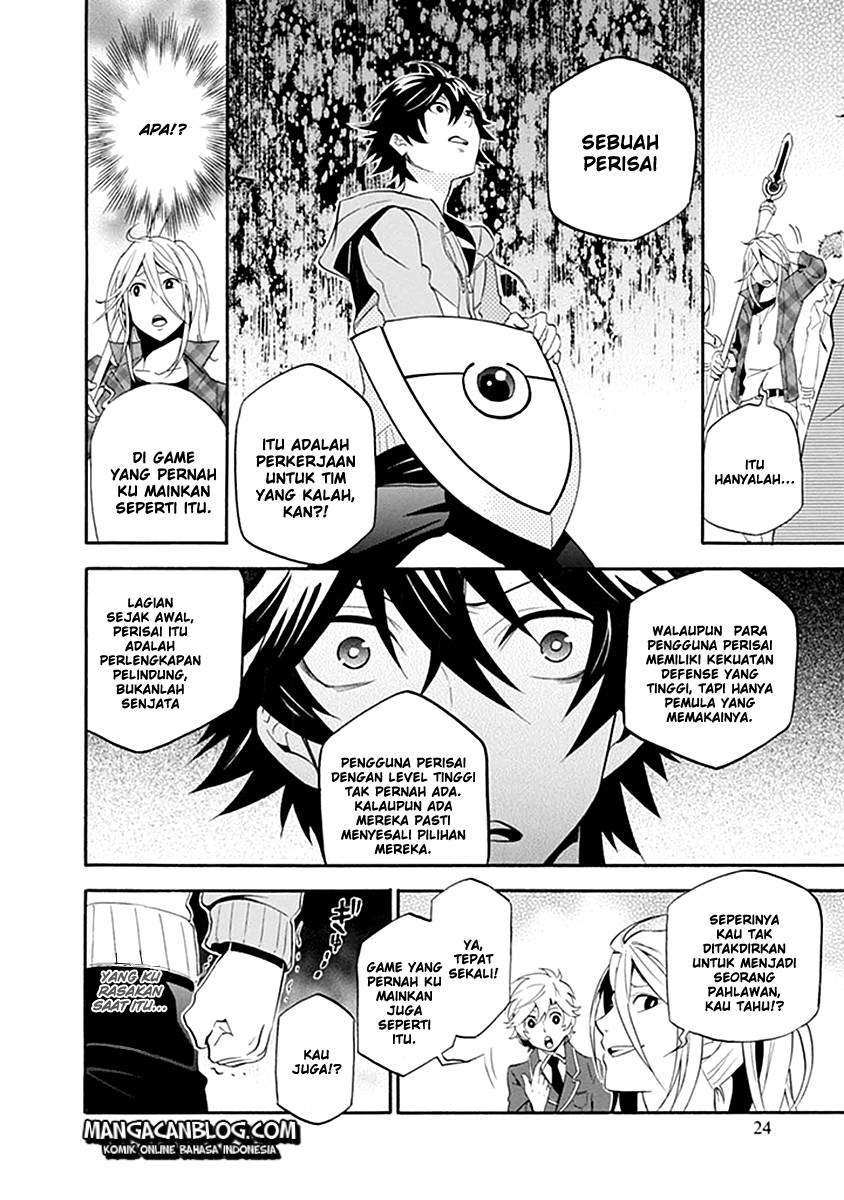 ITU
HANYALAH...
SEBUAH
PERISAI
ITU ADALAH
PERKERJAAN
UNTUK TIM
YANG KALAH,
KAN?!
APA!?
DI GAME
YANG PERNAH
KU MAINKAN
SEPERTI ITU.
WALAUPUN PARA
PENGGUNA PERISAI
MEMILIKI KEKUATAN
DEFENSE YANG
TINGGI, TAPI HANYA
PEMULA YANG
MEMAKAINYA.
PENGGUNA PERISAI
DENGAN LEVEL TINGGI
TAK PERNAH ADA.
KALAUPUN ADA
MEREKA PASTI
MENYESALI PILIHAN
MEREKA.
LAGIAN
SEJAK AWAL,
PERISAI ITU
ADALAH
PERLENGKAPAN
PELINDUNG,
BUKANLAH
SENJATA
SEPERINYA
KAU TAK
DITAKDIRKAN
UNTUK MENJADI
SEORANG
PAHLAWAN,
KAU TAHU!?
YA,
TEPAT
SEKALI!
GAME YANG
PERNAH KU
MAINKAN
JUGA
SEPERTI
ITU.
KAU
JUGA!?
ギュ
YANG KU
RASAKAN
SAAT ITU...
24
MANGACANBLOG.COM
KOMIK ONLINE BAHASA INDONESIA